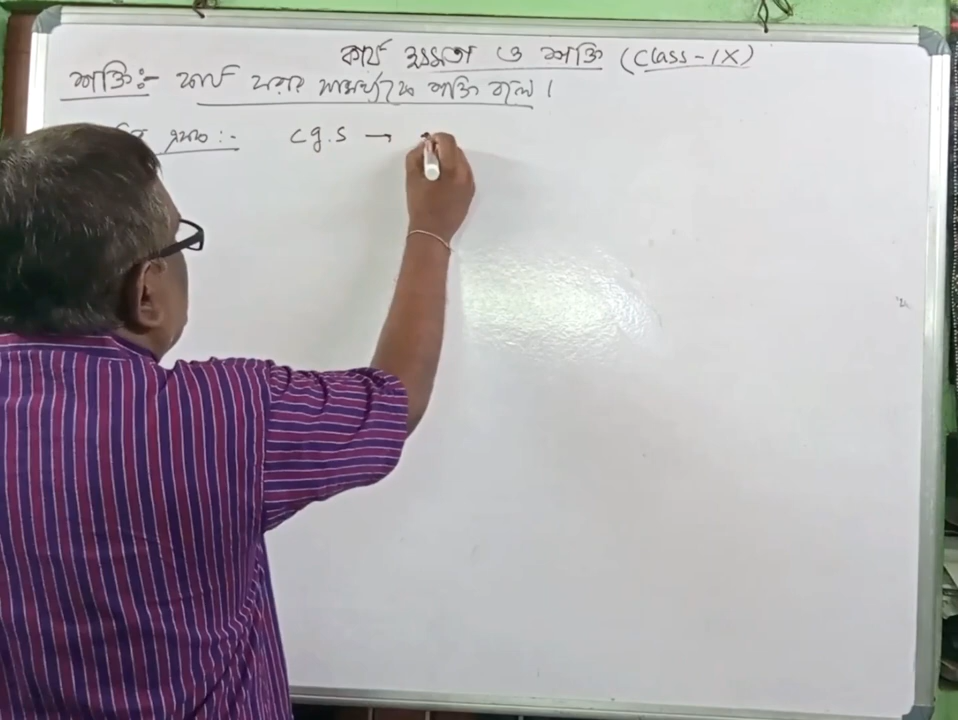 কার্য ক্ষমতা ও শক্তি (Class-IX)
শক্তিঃ- কার্য করার সামর্থ্যকে শক্তি বলে।
একক :- C.g.S →